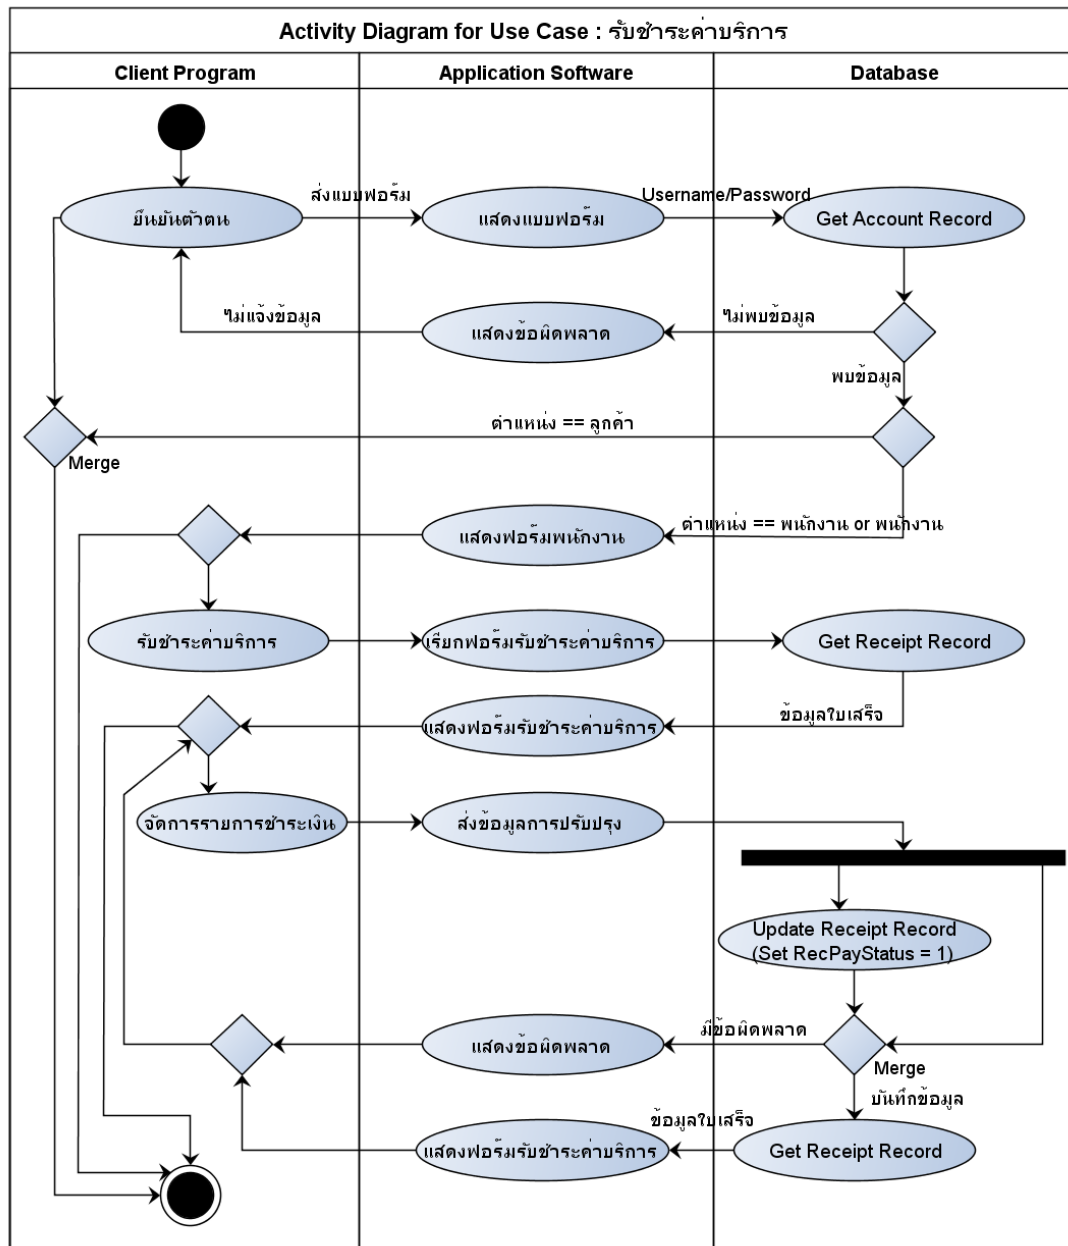 Activity Diagram for Use Case : รับชำระค่าบริการ
Client Program
Application Software
Database
ยืนยันตัวตน
ส่งแบบฟอร์ม
แสดงแบบฟอร์ม
Username/Password
Get Account Record
ไม่แจ้งข้อมูล
แสดงข้อผิดพลาด
ไม่พบข้อมูล
พบข้อมูล
ตำแหน่ง == ลูกค้า
Merge
แสดงฟอร์มพนักงาน
ตำแหน่ง == พนักงาน or พนักงาน
รับชำระค่าบริการ
เรียกฟอร์มรับชำระค่าบริการ
Get Receipt Record
แสดงฟอร์มรับชำระค่าบริการ
ข้อมูลใบเสร็จ
จัดการรายการชำระเงิน
ส่งข้อมูลการปรับปรุง
Update Receipt Record
(Set RecPayStatus = 1)
แสดงข้อผิดพลาด
มีข้อผิดพลาด
Merge
บันทึกข้อมูล
แสดงฟอร์มรับชำระค่าบริการ
ข้อมูลใบเสร็จ
Get Receipt Record